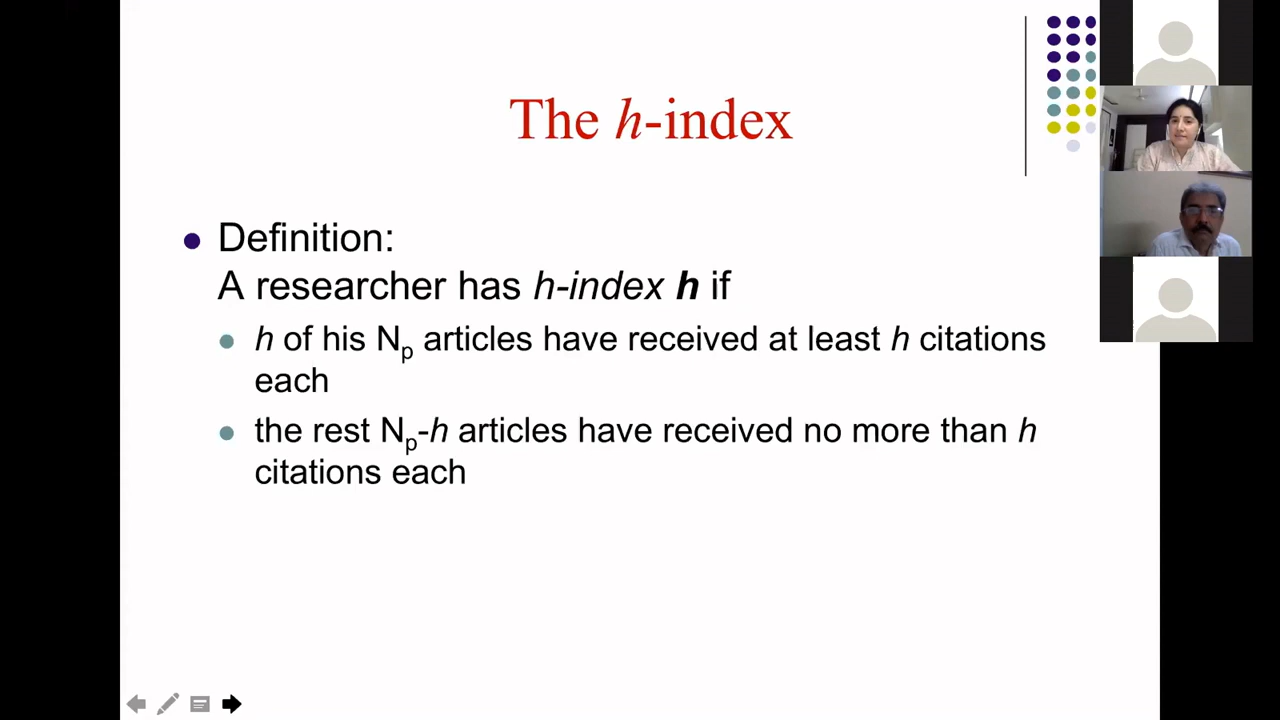 The h-index
Definition:
A researcher has h-index h if
h of his Np articles have received at least h citations
each
the rest Np-h articles have received no more than h
citations each